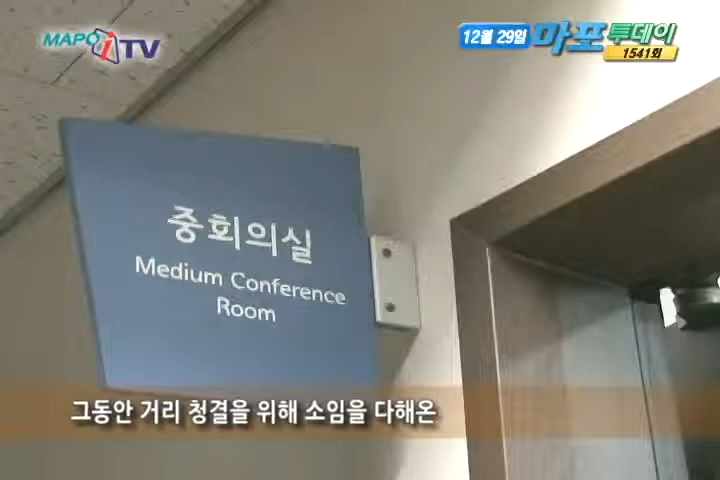 MAPO i TV
12월 29일 마포 투데이
1541회
중회의실
Medium Conference
Room
그동안 거리 청결을 위해 소임을 다해온